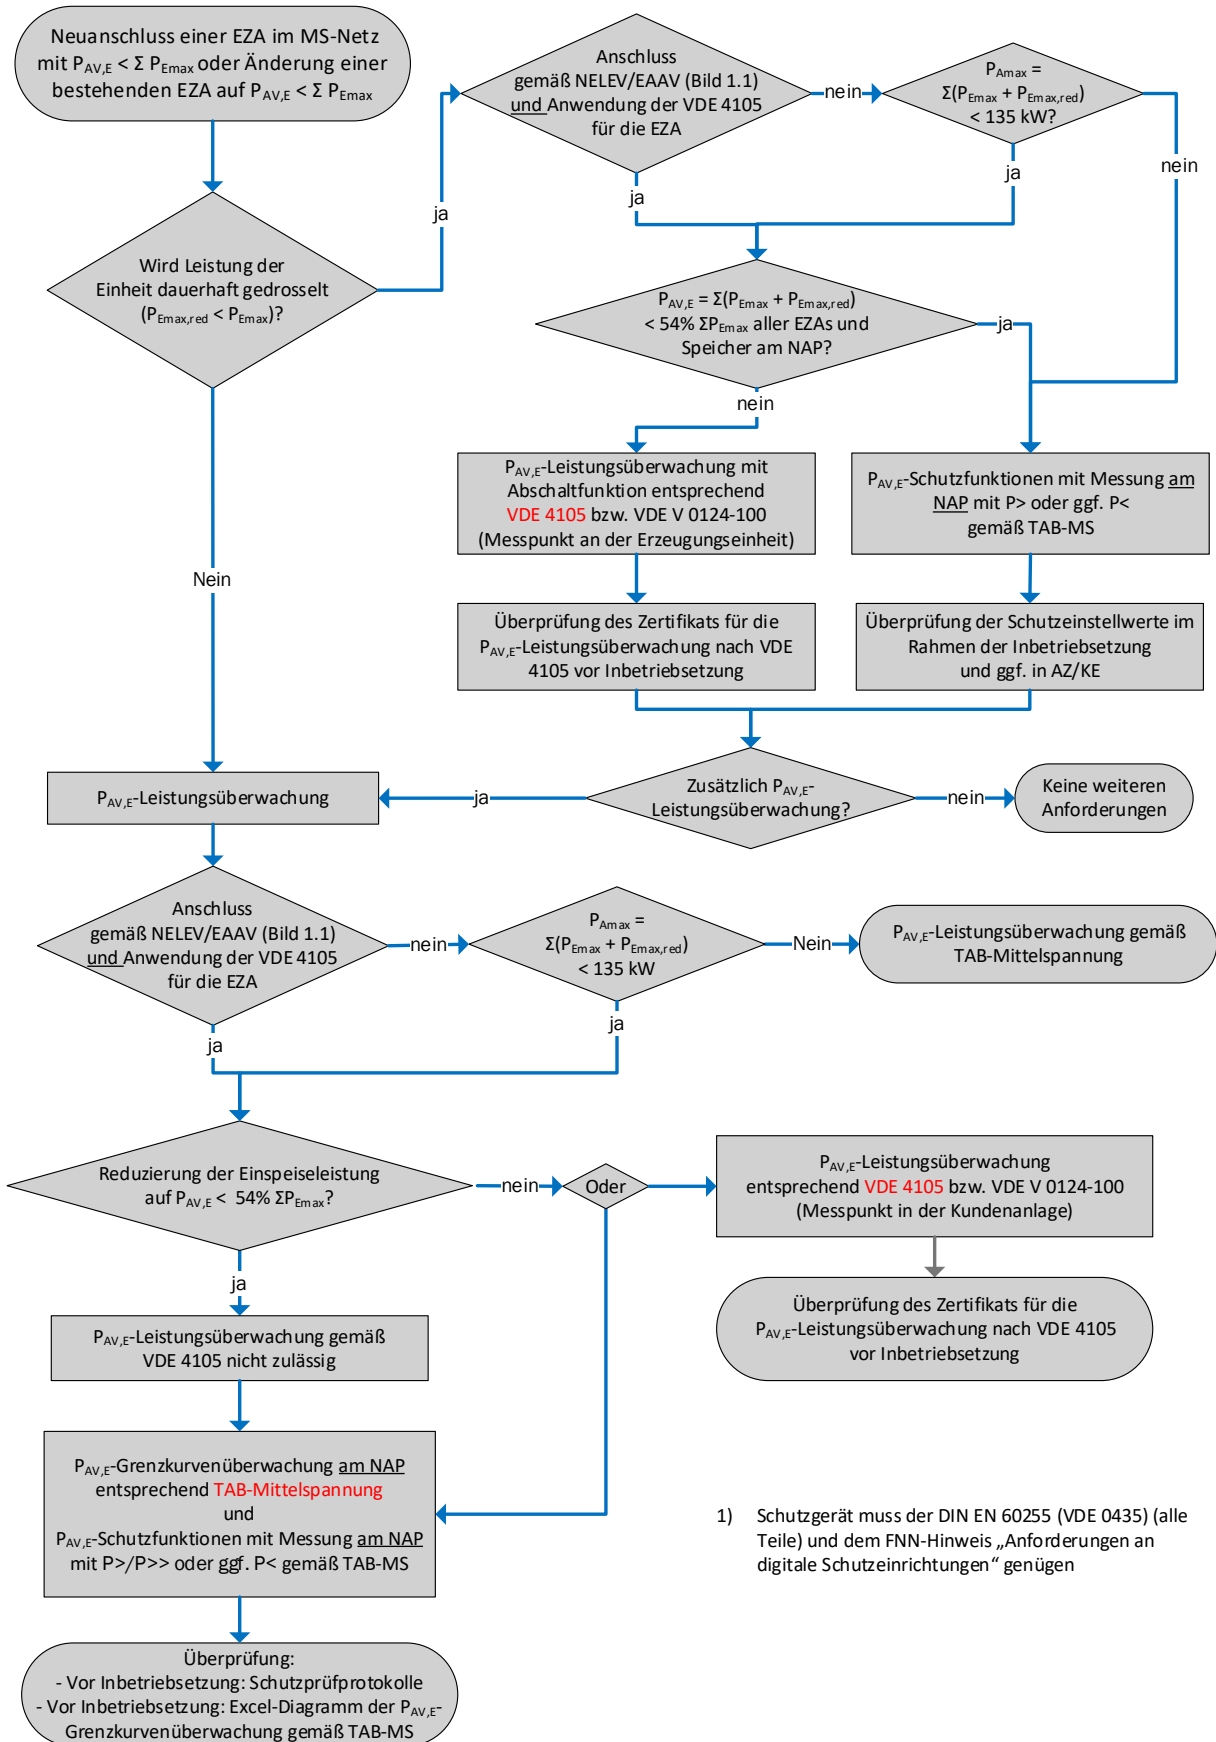 Neuanschluss einer EZA im MS-Netz
mit P_AV,E < Σ P_Emax oder Änderung einer
bestehenden EZA auf P_AV,E < Σ P_Emax
Anschluss
gemäß NELEV/EAAV (Bild 1.1)
und Anwendung der VDE 4105
für die EZA
nein
P_Amax =
Σ(P_Emax + P_Emax,red)
< 135 kW?
ja
ja
ja
nein
Wird Leistung der
Einheit dauerhaft gedrosselt
(P_Emax,red < P_Emax)?
P_AV,E = Σ(P_Emax + P_Emax,red)
< 54% ΣP_Emax aller EZAs und
Speicher am NAP?
ja
nein
P_AV,E-Leistungsüberwachung mit
Abschaltfunktion entsprechend
VDE 4105 bzw. VDE V 0124-100
(Messpunkt an der Erzeugungseinheit)
P_AV,E-Schutzfunktionen mit Messung am
NAP mit P> oder ggf. P<
gemäß TAB-MS
Nein
Überprüfung des Zertifikats für die
P_AV,E-Leistungsüberwachung nach VDE
4105 vor Inbetriebsetzung
Überprüfung der Schutzeinstellwerte im
Rahmen der Inbetriebsetzung
und ggf. in AZ/KE
P_AV,E-Leistungsüberwachung
ja
Zusätzlich P_AV,E-
Leistungsüberwachung?
nein
Keine weiteren
Anforderungen
Anschluss
gemäß NELEV/EAAV (Bild 1.1)
und Anwendung der VDE 4105
für die EZA
nein
P_Amax =
Σ(P_Emax + P_Emax,red)
< 135 kW
Nein
P_AV,E-Leistungsüberwachung gemäß
TAB-Mittelspannung
ja
ja
Reduzierung der Einspeiseleistung
auf P_AV,E < 54% ΣP_Emax?
nein
Oder
P_AV,E-Leistungsüberwachung
entsprechend VDE 4105 bzw. VDE V 0124-100
(Messpunkt in der Kundenanlage)
ja
Überprüfung des Zertifikats für die
P_AV,E-Leistungsüberwachung nach VDE 4105
vor Inbetriebsetzung
P_AV,E-Leistungsüberwachung gemäß
VDE 4105 nicht zulässig
P_AV,E-Grenzkurvenüberwachung am NAP
entsprechend TAB-Mittelspannung
und
P_AV,E-Schutzfunktionen mit Messung am NAP
mit P>/P>> oder ggf. P< gemäß TAB-MS
1) Schutzgerät muss der DIN EN 60255 (VDE 0435) (alle
Teile) und dem FNN-Hinweis „Anforderungen an
digitale Schutzeinrichtungen“ genügen
Überprüfung:
- Vor Inbetriebsetzung: Schutzprüfprotokolle
- Vor Inbetriebsetzung: Excel-Diagramm der P_AV,E-
Grenzkurvenüberwachung gemäß TAB-MS